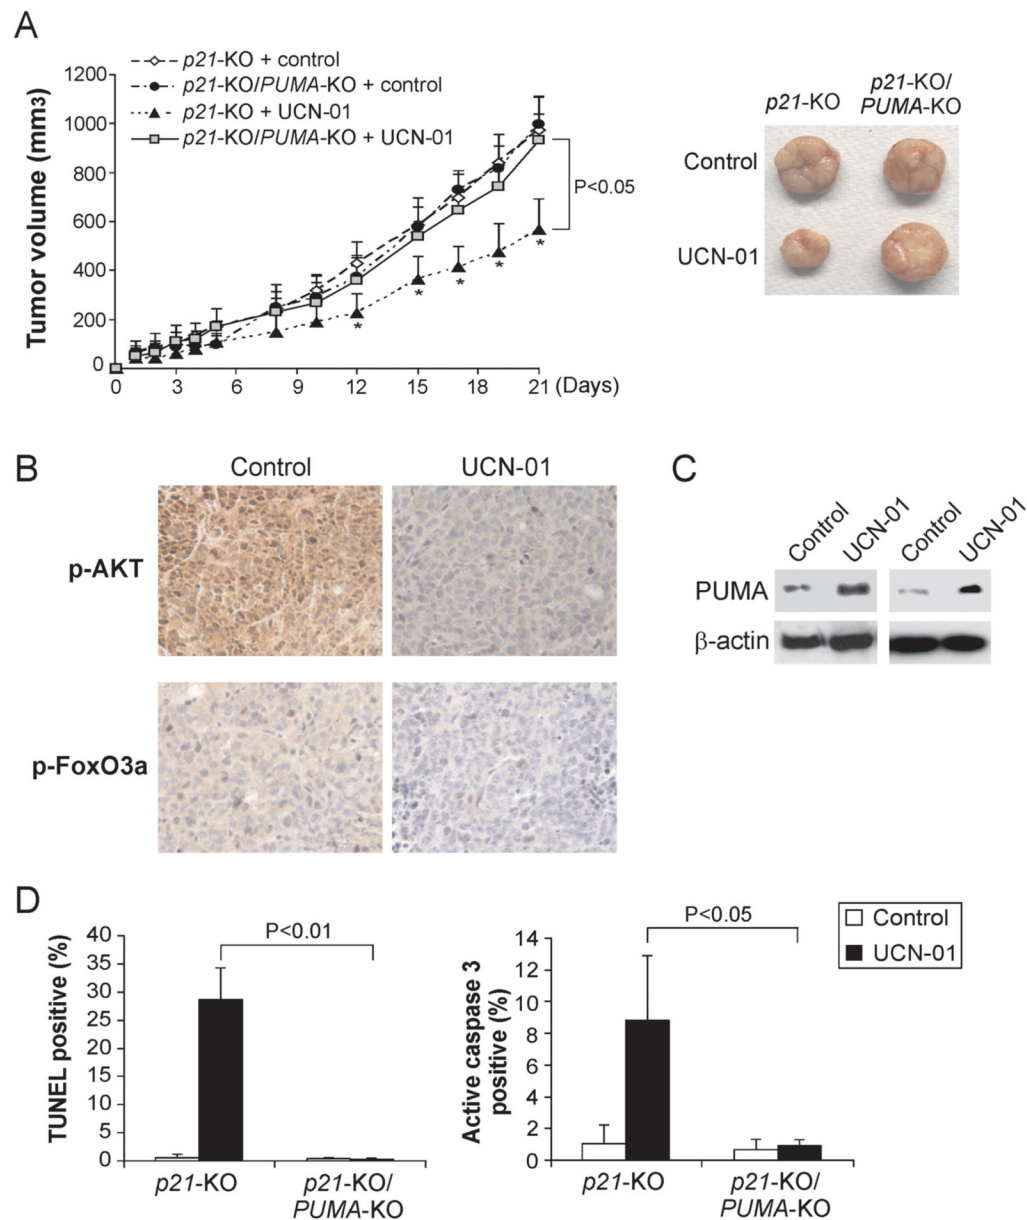 A
p21-KO + control
p21-KO/PUMA-KO + control
p21-KO + UCN-01
p21-KO/PUMA-KO + UCN-01
Tumor volume (mm3)
1200
1000
800
600
400
200
0
0 3 6 9 12 15 18 21 (Days)
P<0.05
* * * * *
p21-KO
p21-KO/
PUMA-KO
Control
UCN-01
B
Control UCN-01
p-AKT
p-FoxO3a
C
Control UCN-01 Control UCN-01
PUMA
β-actin
D
TUNEL positive (%)
40
35
30
25
20
15
10
5
0
P<0.01
p21-KO
p21-KO/
PUMA-KO
Active caspase 3
positive (%)
14
12
10
8
6
4
2
0
P<0.05
p21-KO
p21-KO/
PUMA-KO
Control
UCN-01